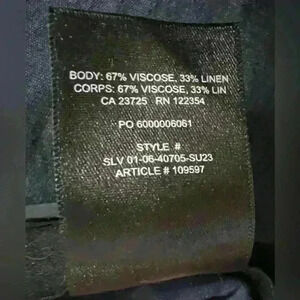 BODY: 67% VISCOSE, 33% LINEN
CORPS: 67% VISCOSE, 33% LIN
CA 23725 RN 122354
PO 6000006061
STYLE #
SLV 01-06-40705-SU23
ARTICLE # 109597